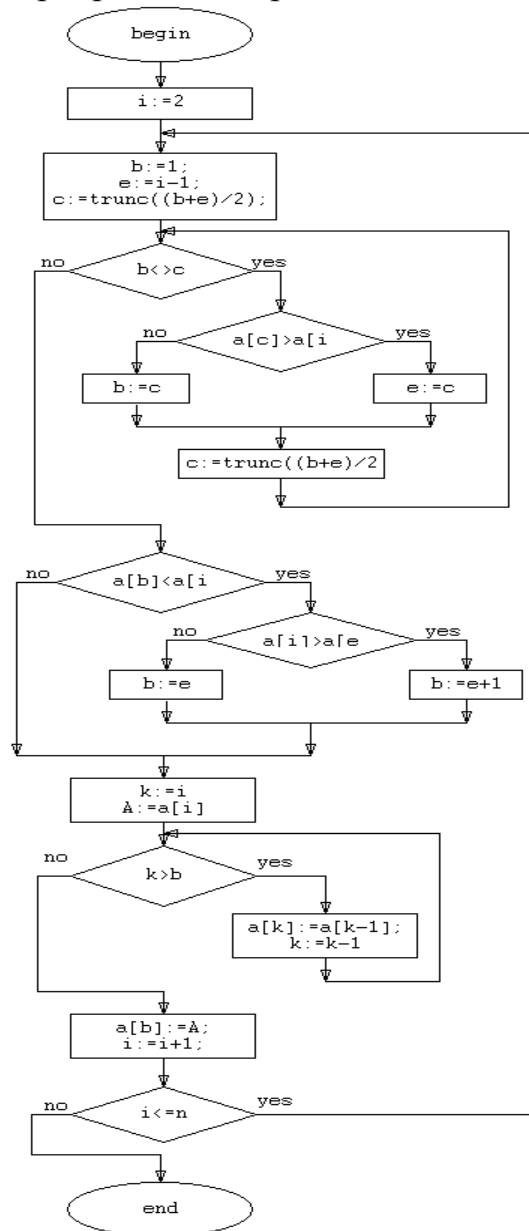 begin
i:=2
b:=1;
e:=i-1;
c:=trunc((b+e)/2);
no
b<>c
yes
no
a[c]>a[i
yes
b:=c
e:=c
c:=trunc((b+e)/2
no
a[b]<a[i
yes
no
a[i]>a[e
yes
b:=e
b:=e+1
k:=i
A:=a[i]
no
k>b
yes
a[k]:=a[k-1];
k:=k-1
a[b]:=A;
i:=i+1;
no
i<=n
yes
end